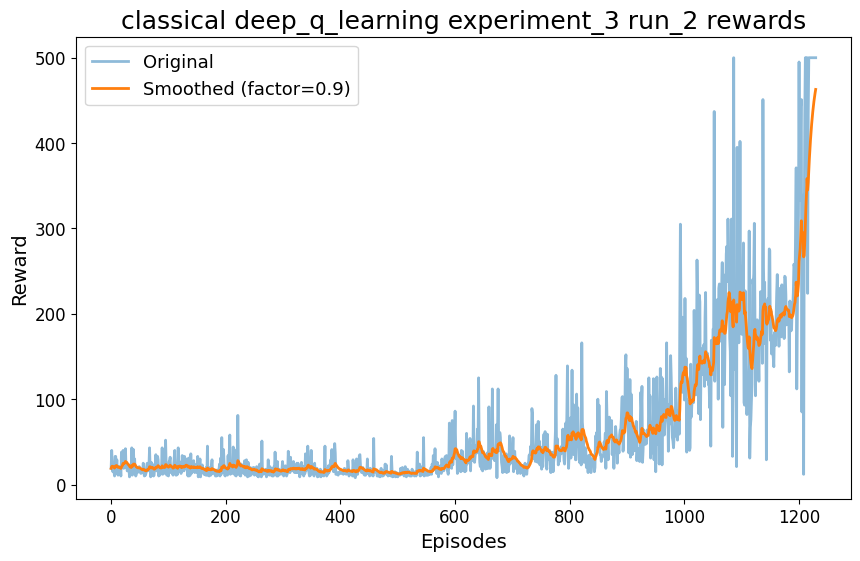 classical deep_q_learning experiment_3 run_2 rewards
Original
Smoothed (factor=0.9)
Reward
500
400
300
200
100
0
0 200 400 600 800 1000 1200
Episodes